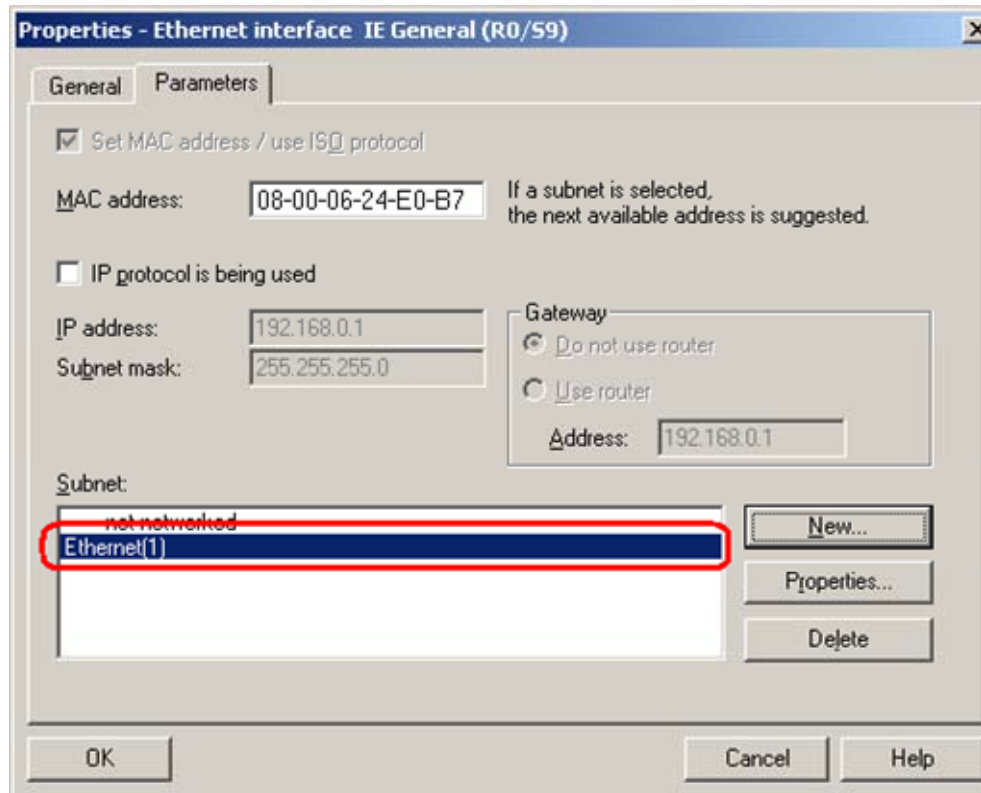 Properties - Ethernet interface IE General (R0/S9)
General
Parameters
Set MAC address / use ISO protocol
MAC address:
08-00-06-24-E0-B7
If a subnet is selected,
the next available address is suggested.
IP protocol is being used
IP address:
192.168.0.1
Subnet mask:
255.255.255.0
Gateway
Do not use router
Use router
Address:
192.168.0.1
Subnet:
--- not networked ---
Ethernet(1)
New...
Properties...
Delete
OK
Cancel
Help